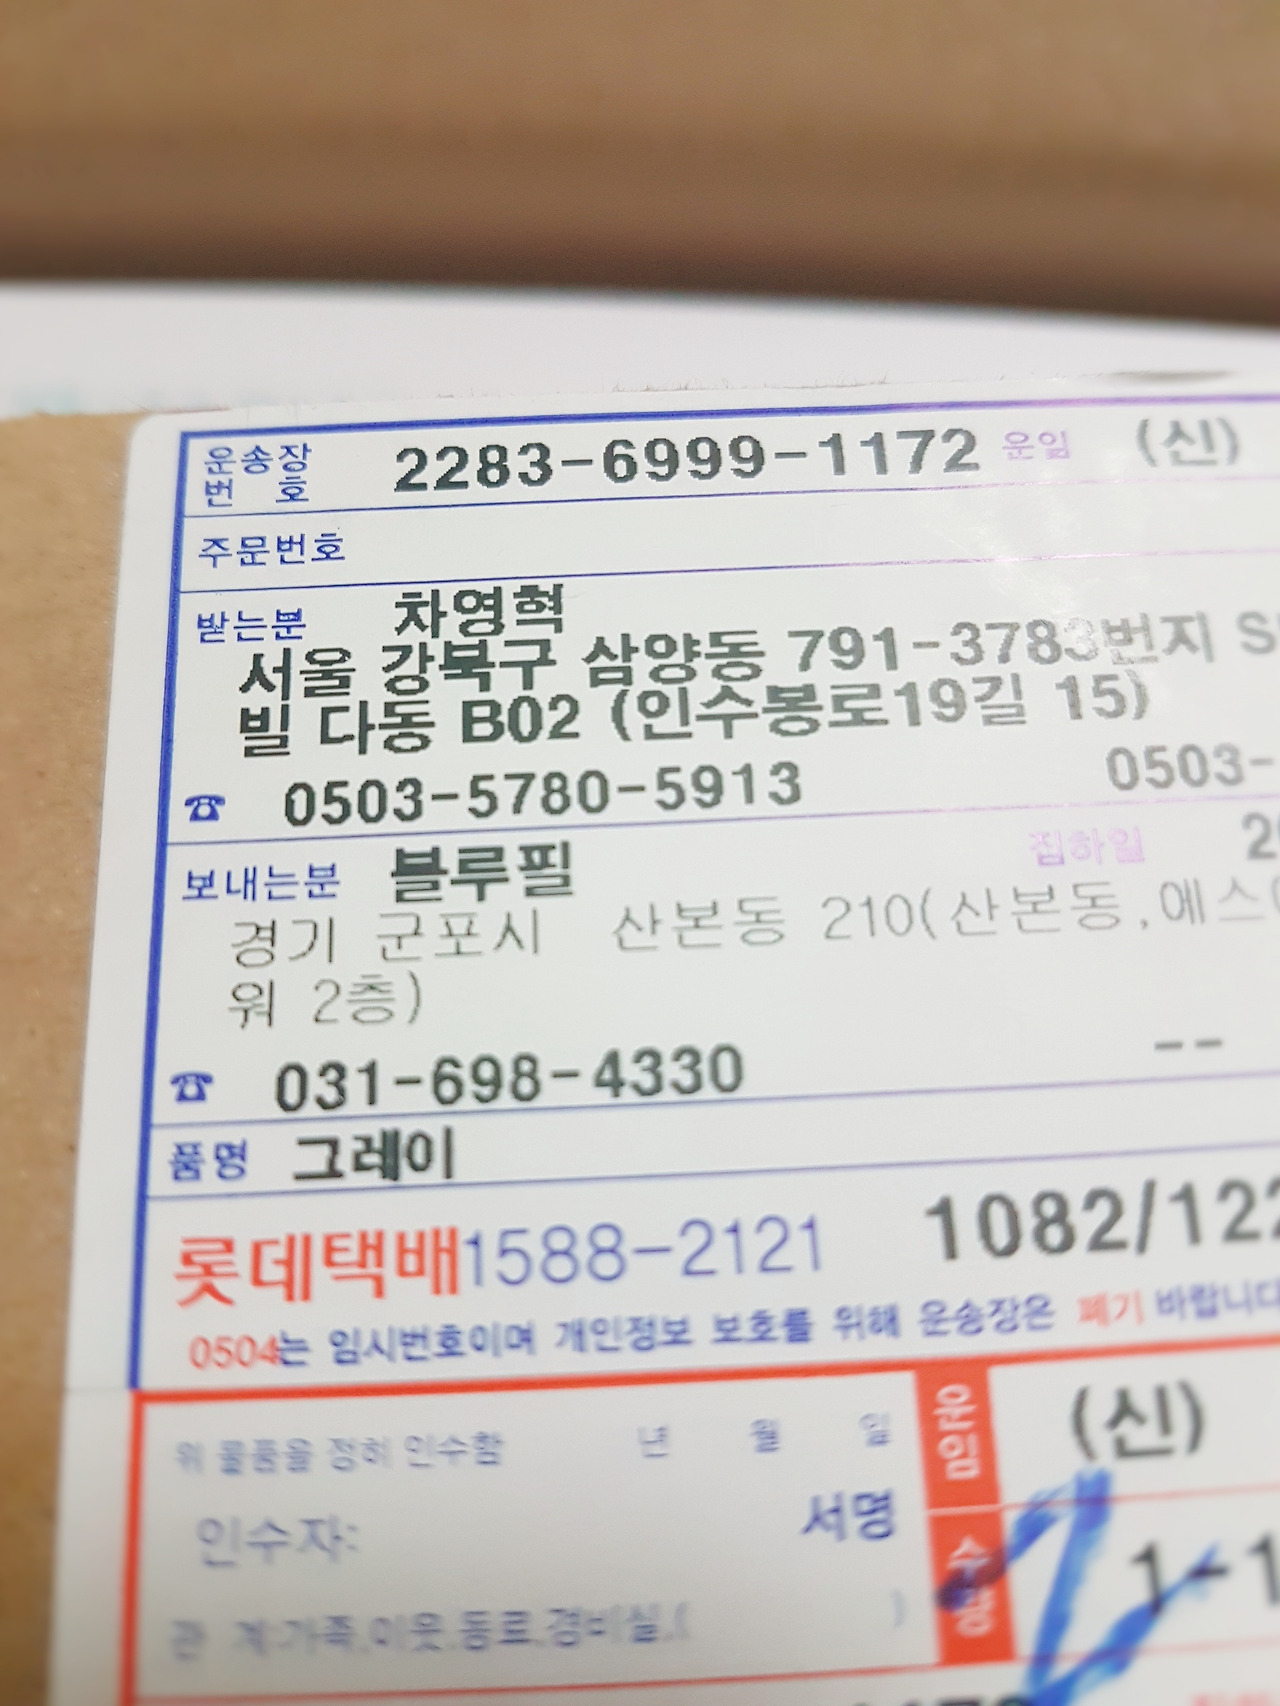 운송장번호 2283-6999-1172 운임 (신)
주문번호
받는분 차영혁
서울 강북구 삼양동 791-3783번지 S
빌 다동 B02 (인수봉로19길 15)
☎ 0503-5780-5913 0503-
보내는분 블루필 집하일 20
경기 군포시 산본동 210(산본동,에스
워 2층)
☎ 031-698-4330 --
품명 그레이
롯데택배1588-2121 1082/122
0504는 임시번호이며 개인정보 보호를 위해 운송장은 폐기 바랍니다
위 물품을 정히 인수함 년 월 일 운임 (신)
인수자: 서명 수량 1-1
관 계:가족,이웃,동료,경비실,( )